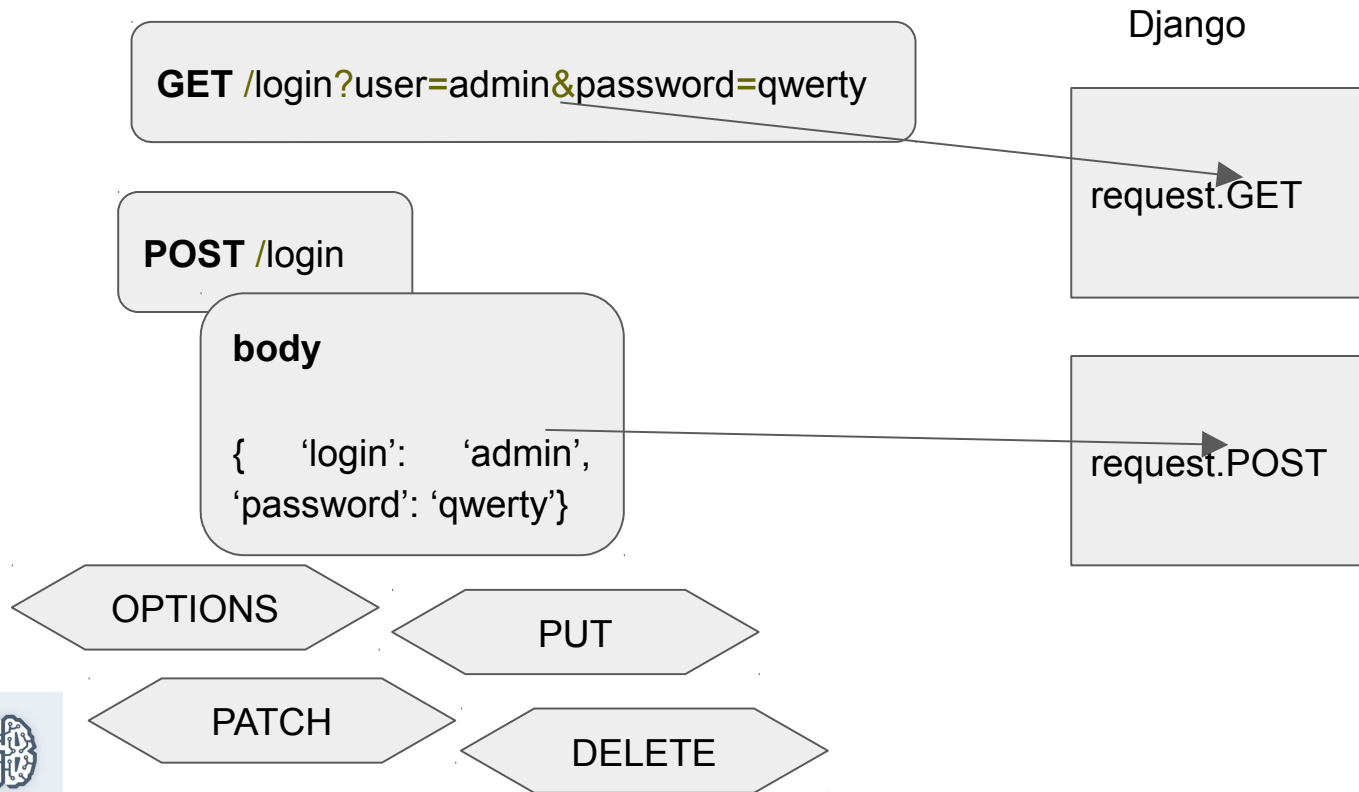 Django
GET /login?user=admin&password=qwerty
request.GET
POST /login
body
{ ‘login’: ‘admin’,
‘password’: ‘qwerty’}
request.POST
OPTIONS
PUT
PATCH
DELETE